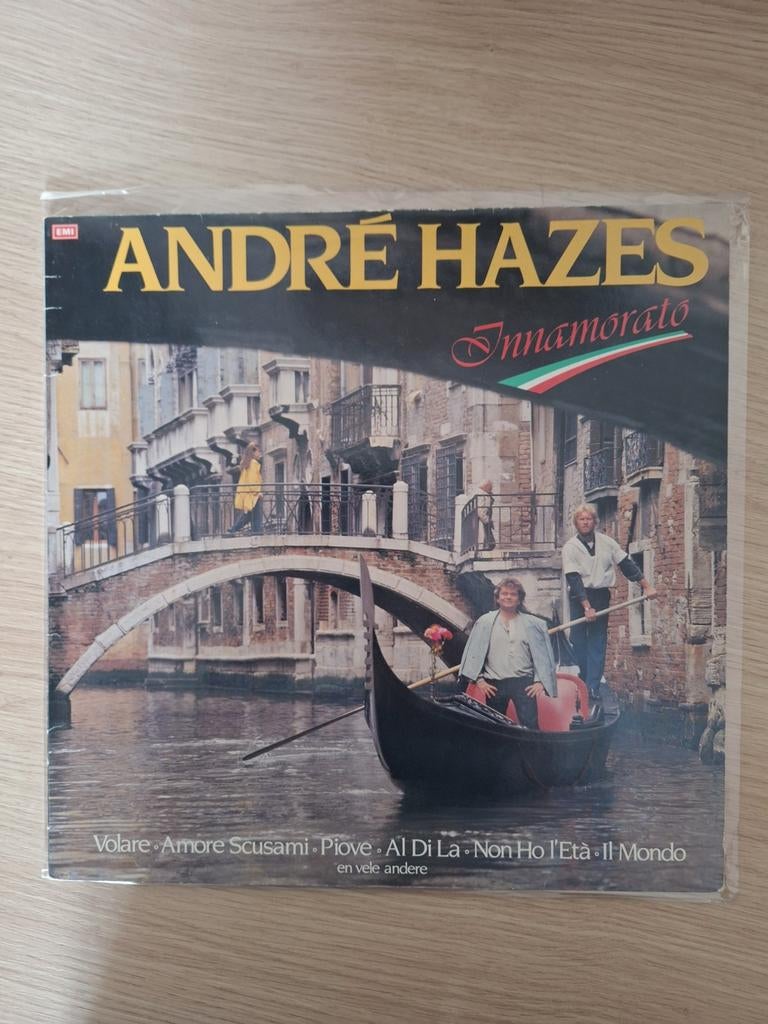 EMI
ANDRÉ HAZES
Innamorato
Volare • Amore Scusami • Piove • Al Di La • Non Ho l'Età • Il Mondo
en vele andere